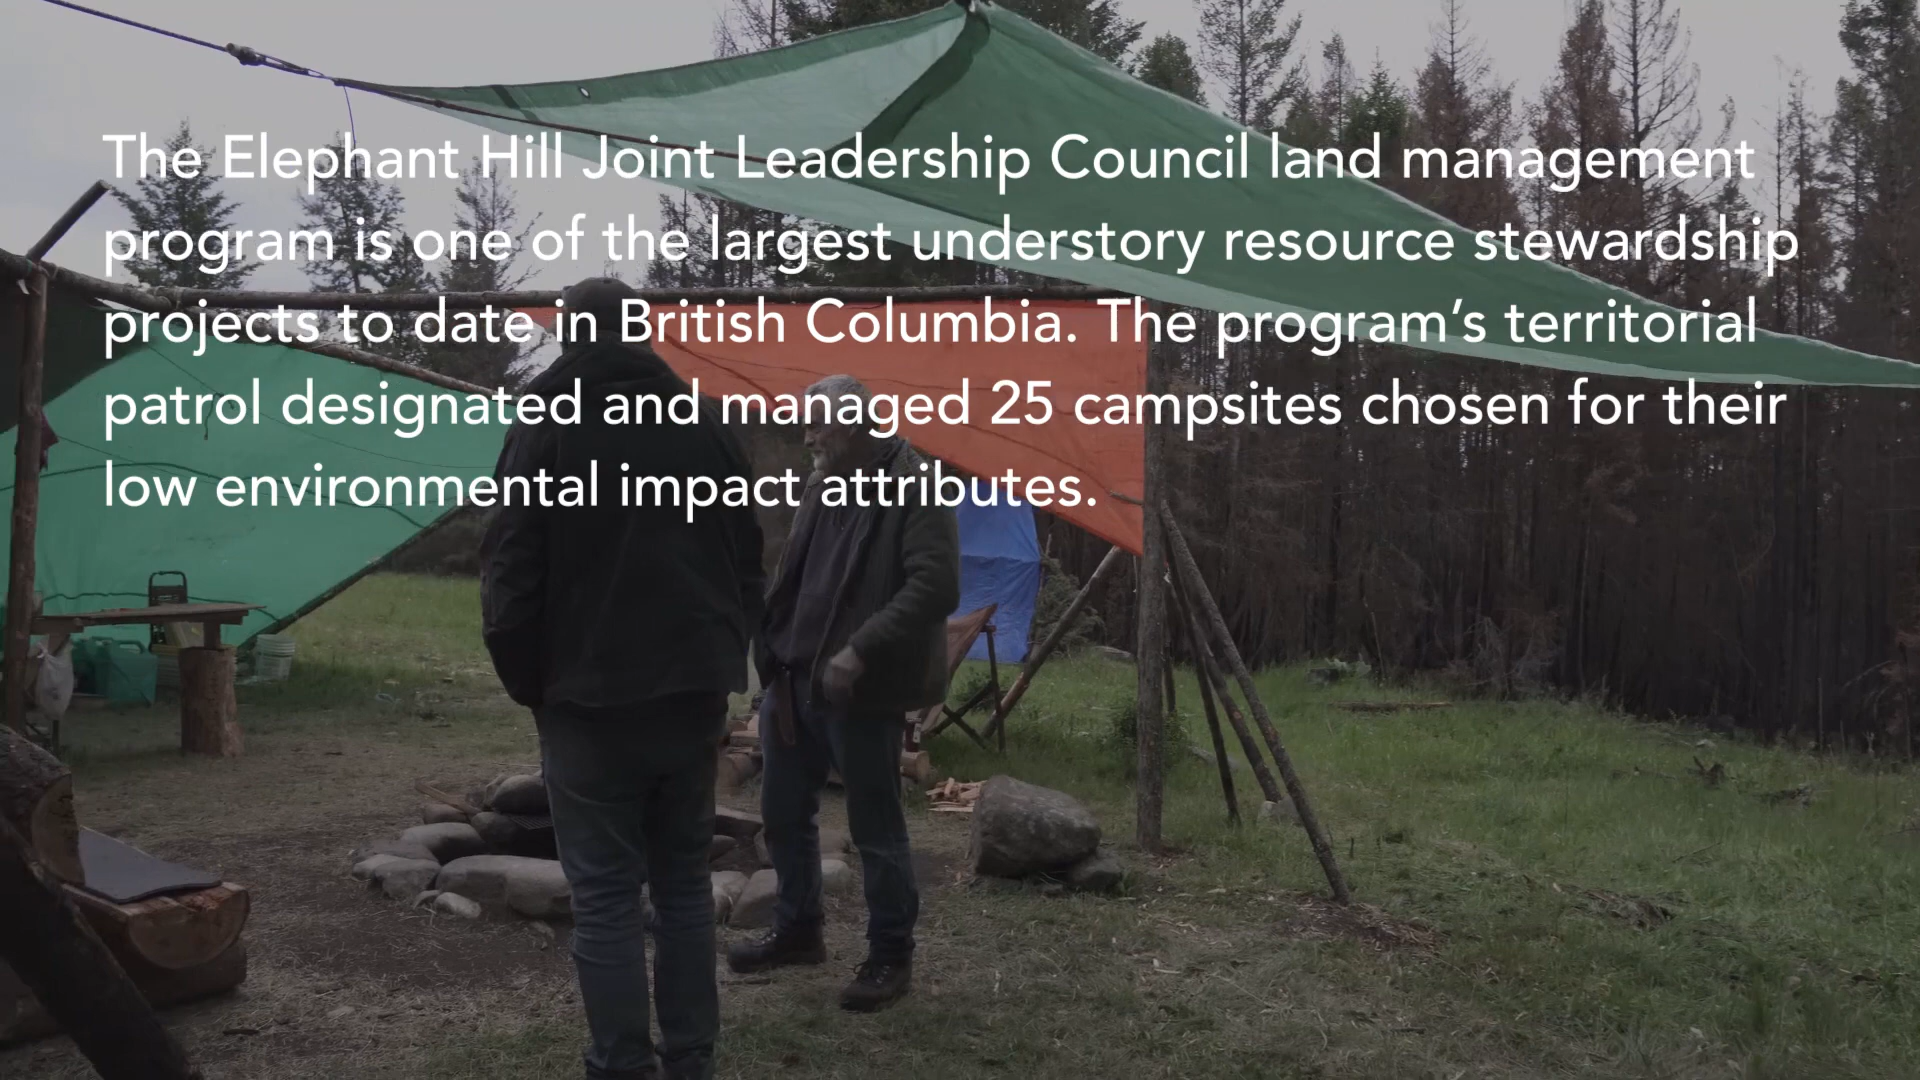 The Elephant Hill Joint Leadership Council land management
program is one of the largest understory resource stewardship
projects to date in British Columbia. The program’s territorial
patrol designated and managed 25 campsites chosen for their
low environmental impact attributes.